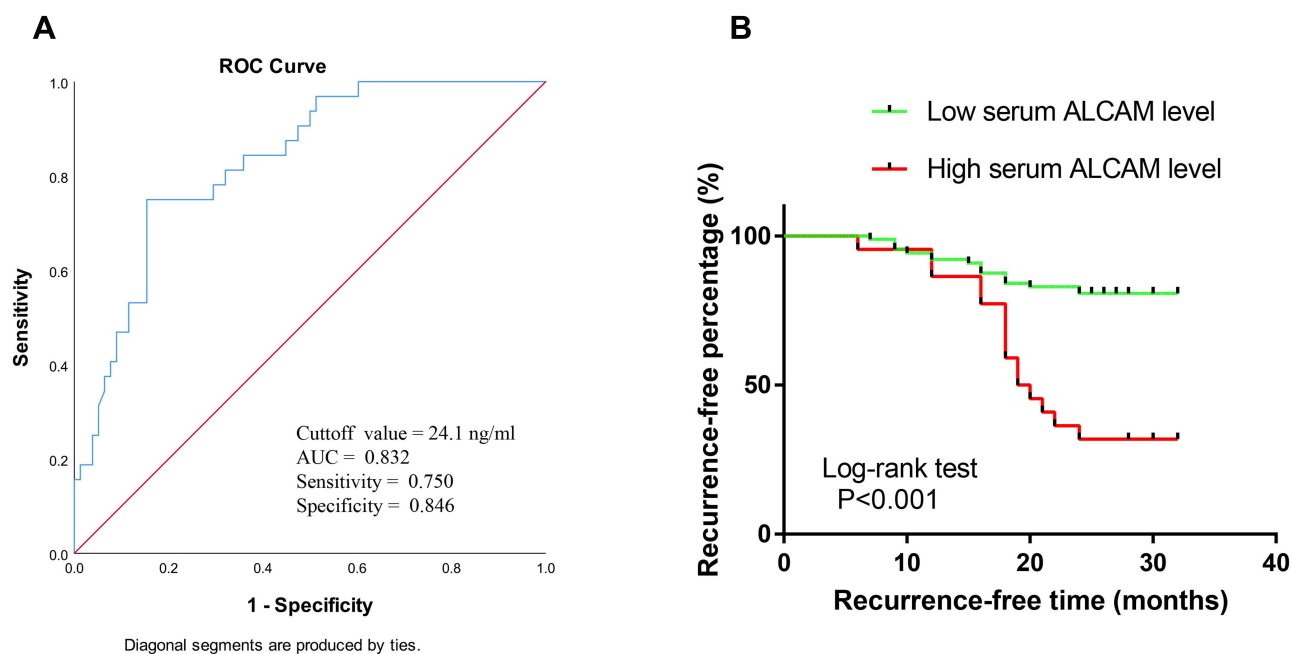 A
ROC Curve
Sensitivity
1.0
0.8
0.6
0.4
0.2
0.0
Cuttoff value = 24.1 ng/ml
AUC = 0.832
Sensitivity = 0.750
Specificity = 0.846
0.0 0.2 0.4 0.6 0.8 1.0
1 - Specificity
Diagonal segments are produced by ties.
B
Low serum ALCAM level
High serum ALCAM level
Recurrence-free percentage (%)
100
50
0
Log-rank test
P<0.001
0 10 20 30 40
Recurrence-free time (months)